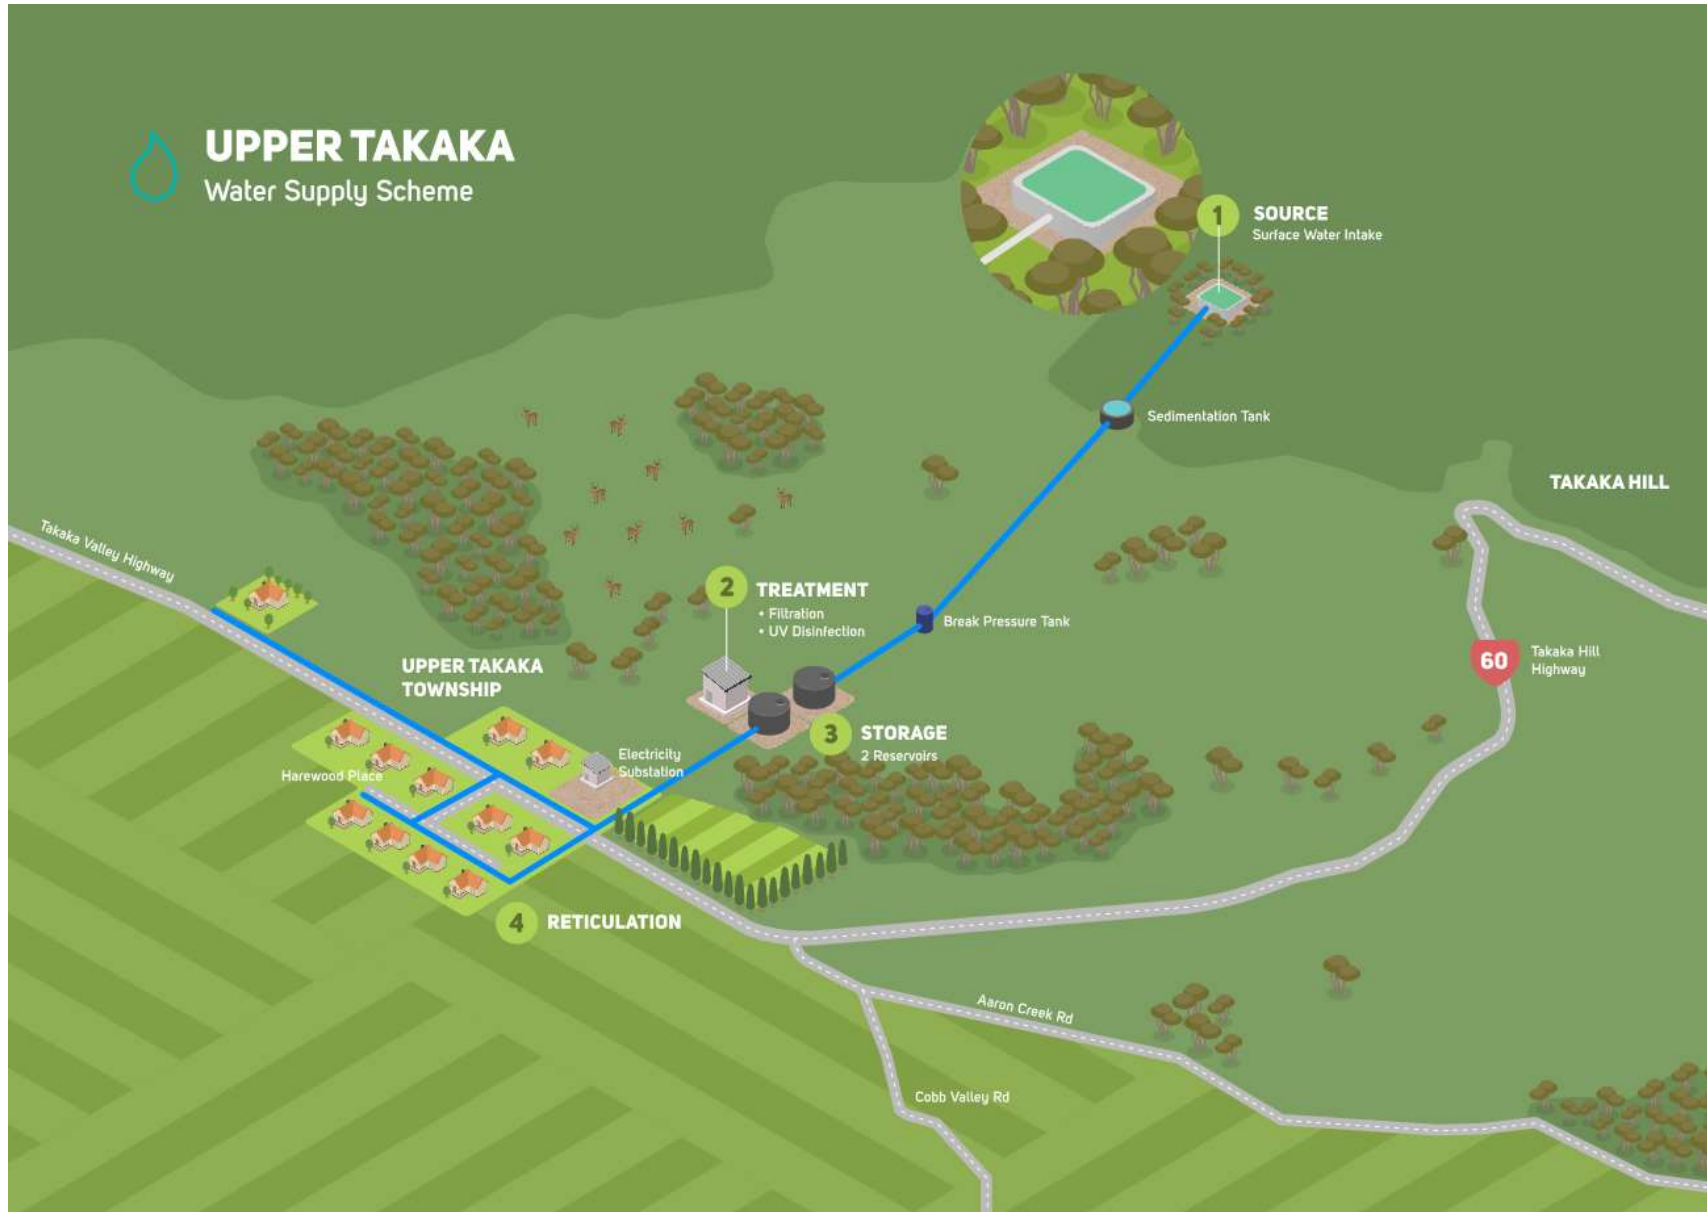 UPPER TAKAKA
Water Supply Scheme
1
SOURCE
Surface Water Intake
Sedimentation Tank
TAKAKA HILL
Takaka Valley Highway
2
TREATMENT
• Filtration
• UV Disinfection
Break Pressure Tank
60
Takaka Hill
Highway
UPPER TAKAKA
TOWNSHIP
3
STORAGE
2 Reservoirs
Electricity
Substation
Harewood Place
4
RETICULATION
Aaron Creek Rd
Cobb Valley Rd